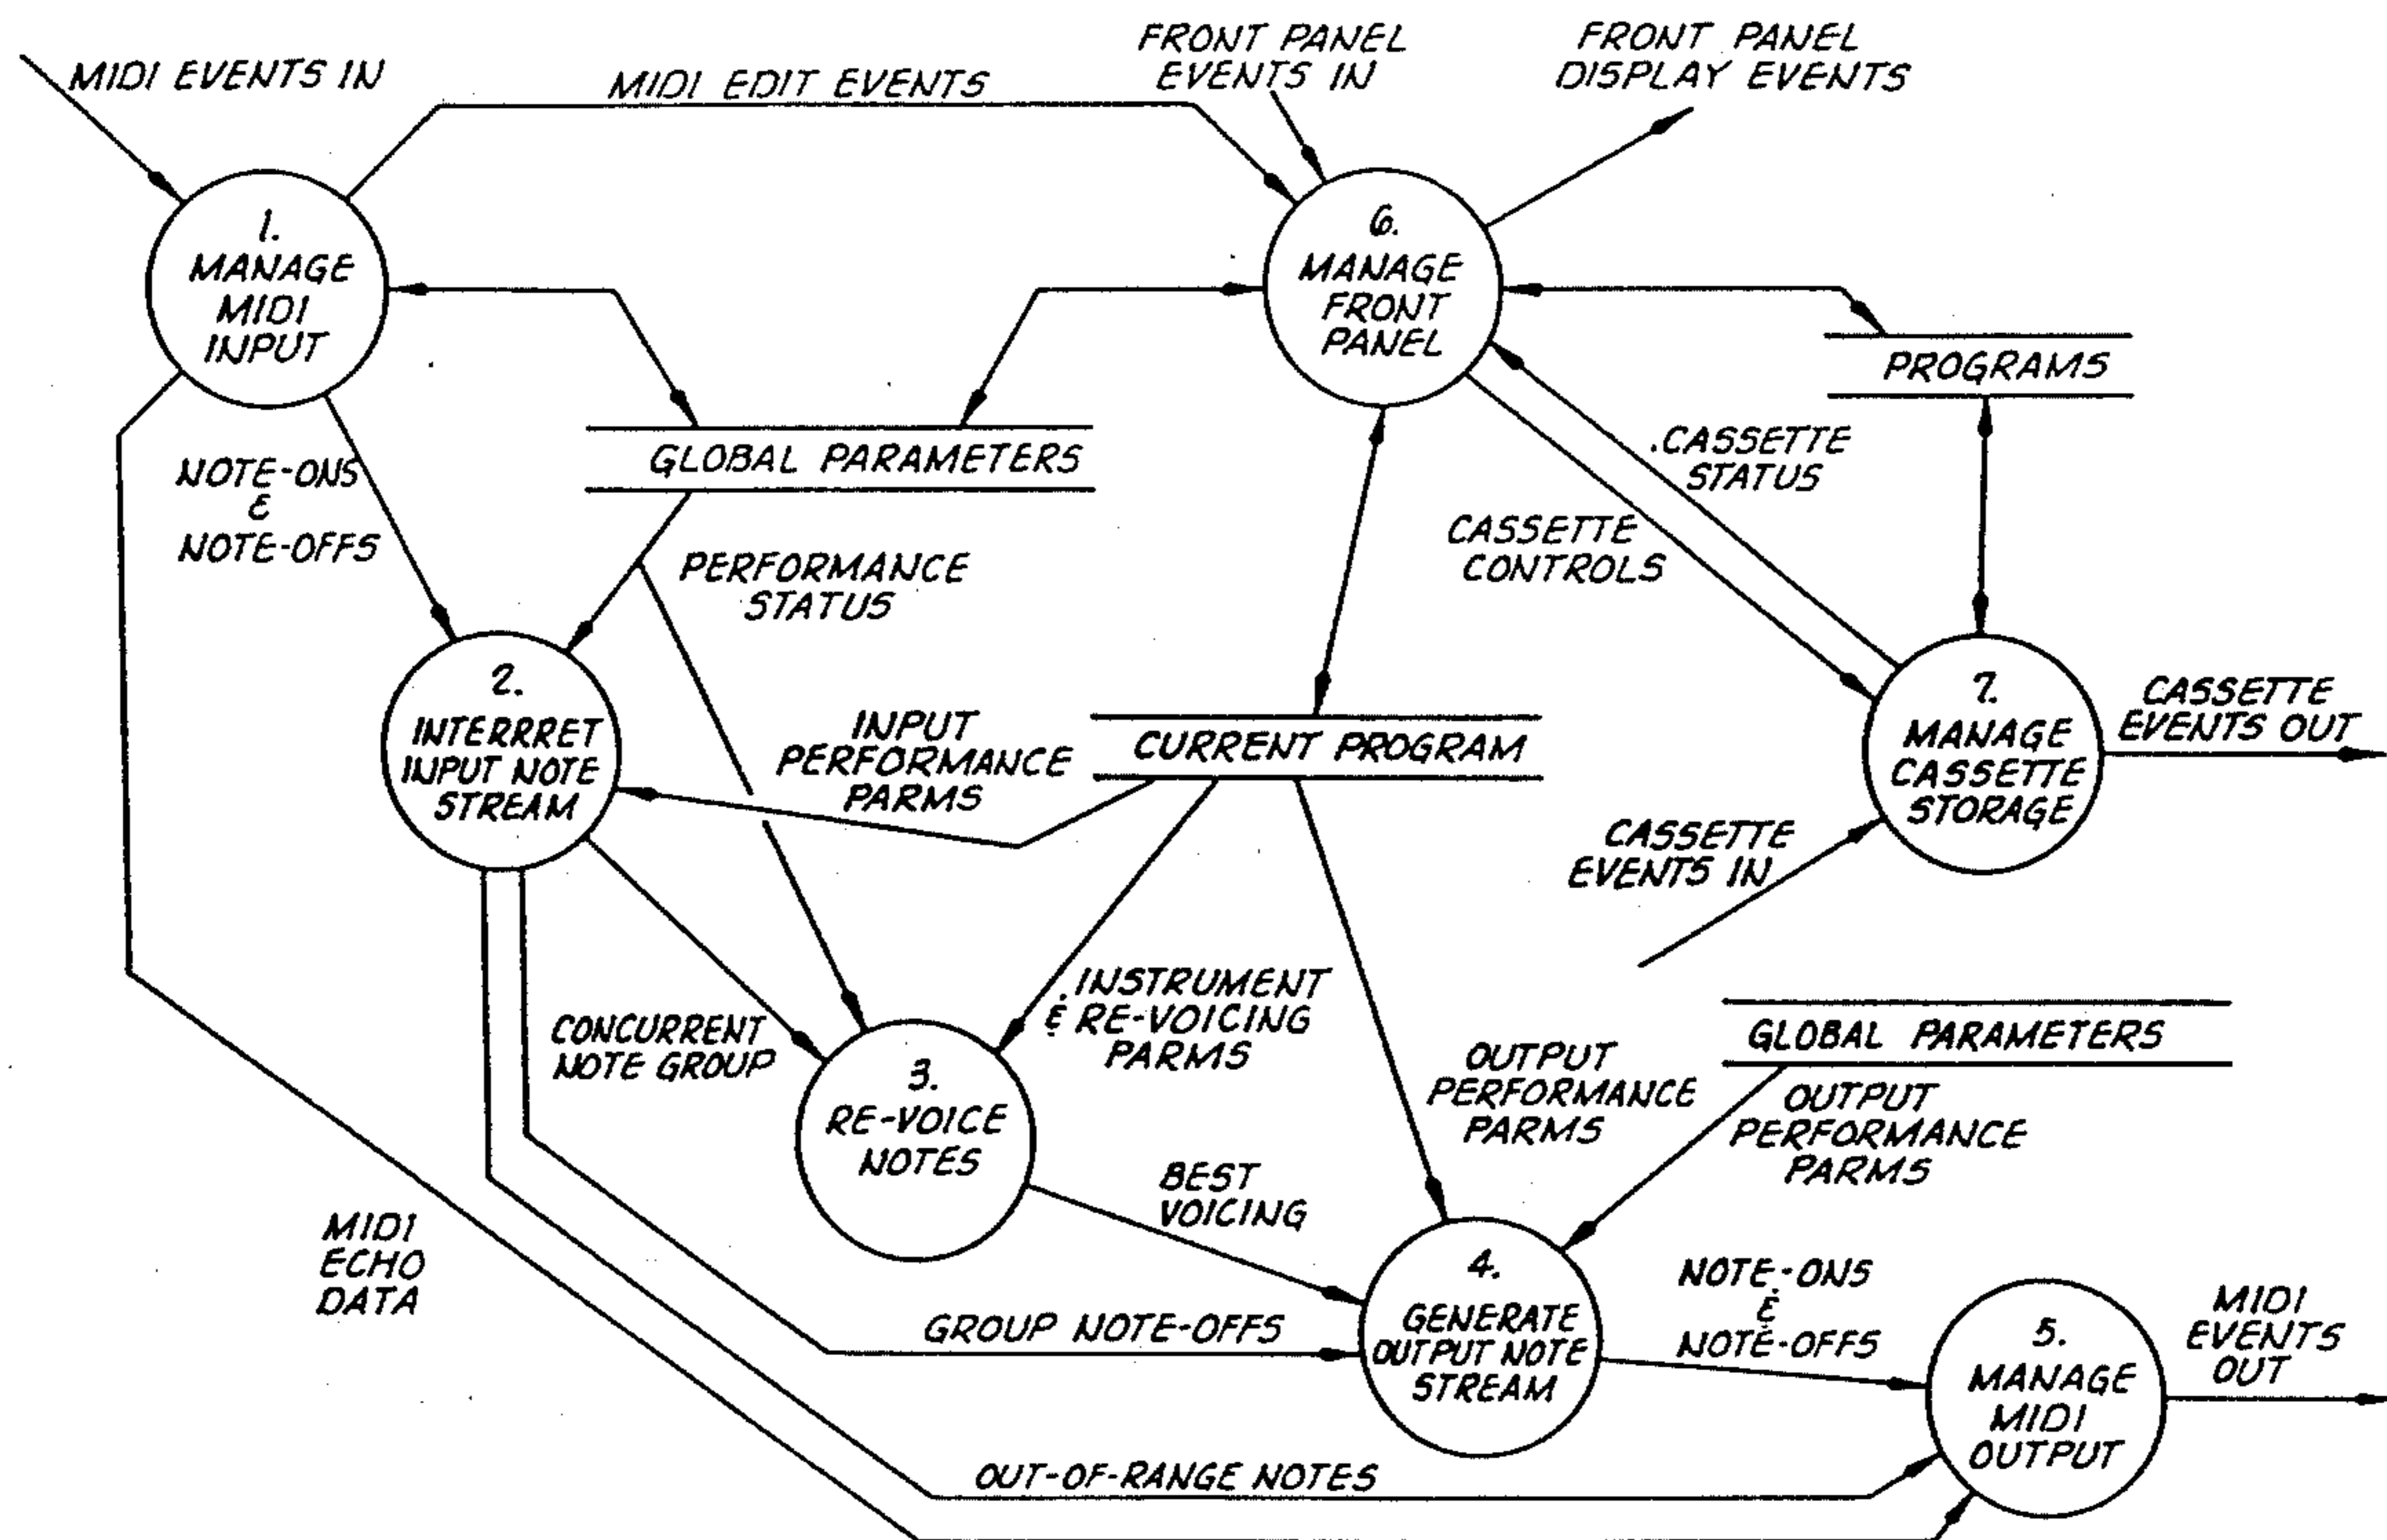 MIDI EVENTS IN
MIDI EDIT EVENTS
FRONT PANEL
EVENTS IN
FRONT PANEL
DISPLAY EVENTS
1.
MANAGE
MIDI
INPUT
6.
MANAGE
FRONT
PANEL
PROGRAMS
GLOBAL PARAMETERS
NOTE-ONS
&
NOTE-OFFS
CASSETTE
STATUS
CASSETTE
CONTROLS
PERFORMANCE
STATUS
2.
INTERRRET
INPUT NOTE
STREAM
INPUT
PERFORMANCE
PARMS
CURRENT PROGRAM
7.
MANAGE
CASSETTE
STORAGE
CASSETTE
EVENTS OUT
CASSETTE
EVENTS IN
CONCURRENT
NOTE GROUP
INSTRUMENT
& RE-VOICING
PARMS
GLOBAL PARAMETERS
3.
RE-VOICE
NOTES
OUTPUT
PERFORMANCE
PARMS
OUTPUT
PERFORMANCE
PARMS
BEST
VOICING
MIDI
ECHO
DATA
4.
GENERATE
OUTPUT NOTE
STREAM
NOTE-ONS
&
NOTE-OFFS
GROUP NOTE-OFFS
5.
MANAGE
MIDI
OUTPUT
MIDI
EVENTS
OUT
OUT-OF-RANGE NOTES